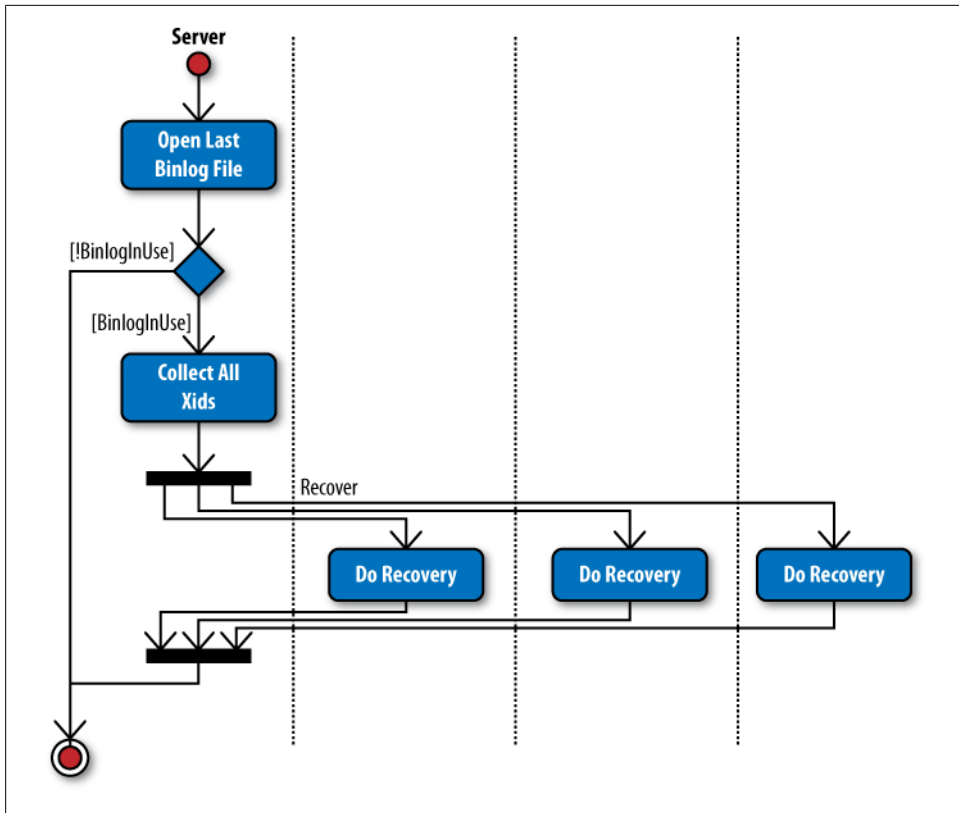 Server
Open Last
Binlog File
[!BinlogInUse]
[BinlogInUse]
Collect All
Xids
Recover
Do Recovery
Do Recovery
Do Recovery